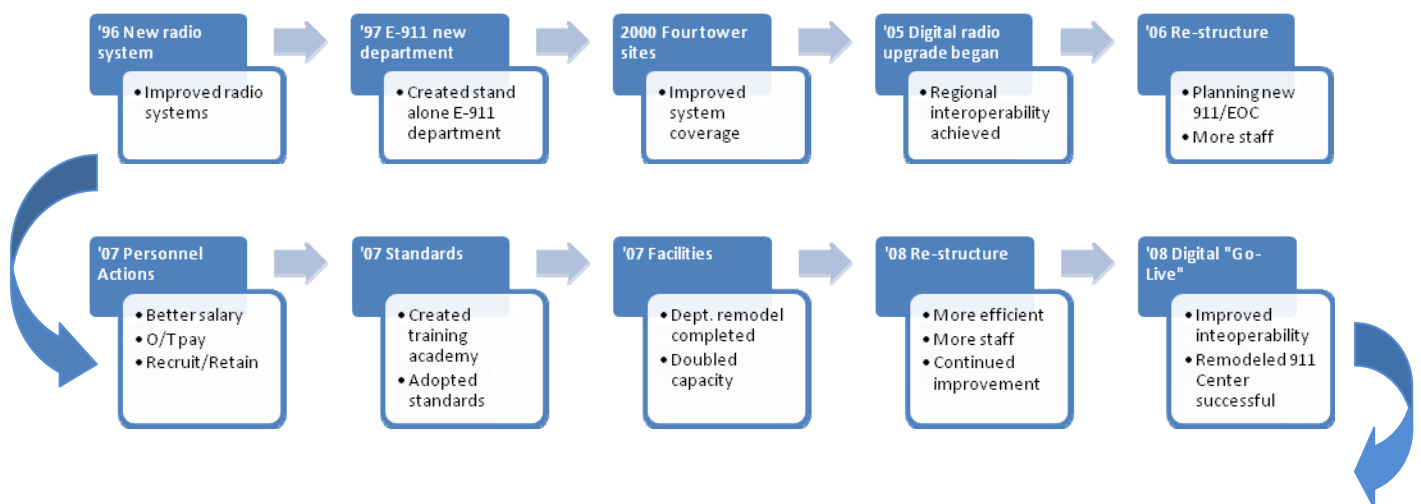 '96 New radio
system
• Improved radio
systems
'97 E-911 new
department
• Created stand
alone E-911
department
2000 Four tower
sites
• Improved
system
coverage
'05 Digital radio
upgrade began
• Regional
interoperability
achieved
'06 Re-structure
• Planning new
911/EOC
• More staff
'07 Personnel
Actions
• Better salary
• O/T pay
• Recruit/Retain
'07 Standards
• Created
training
academy
• Adopted
standards
'07 Facilities
• Dept. remodel
completed
• Doubled
capacity
'08 Re-structure
• More efficient
• More staff
• Continued
improvement
'08 Digital "Go-
Live"
• Improved
inteoperability
• Remodeled 911
Center
successful